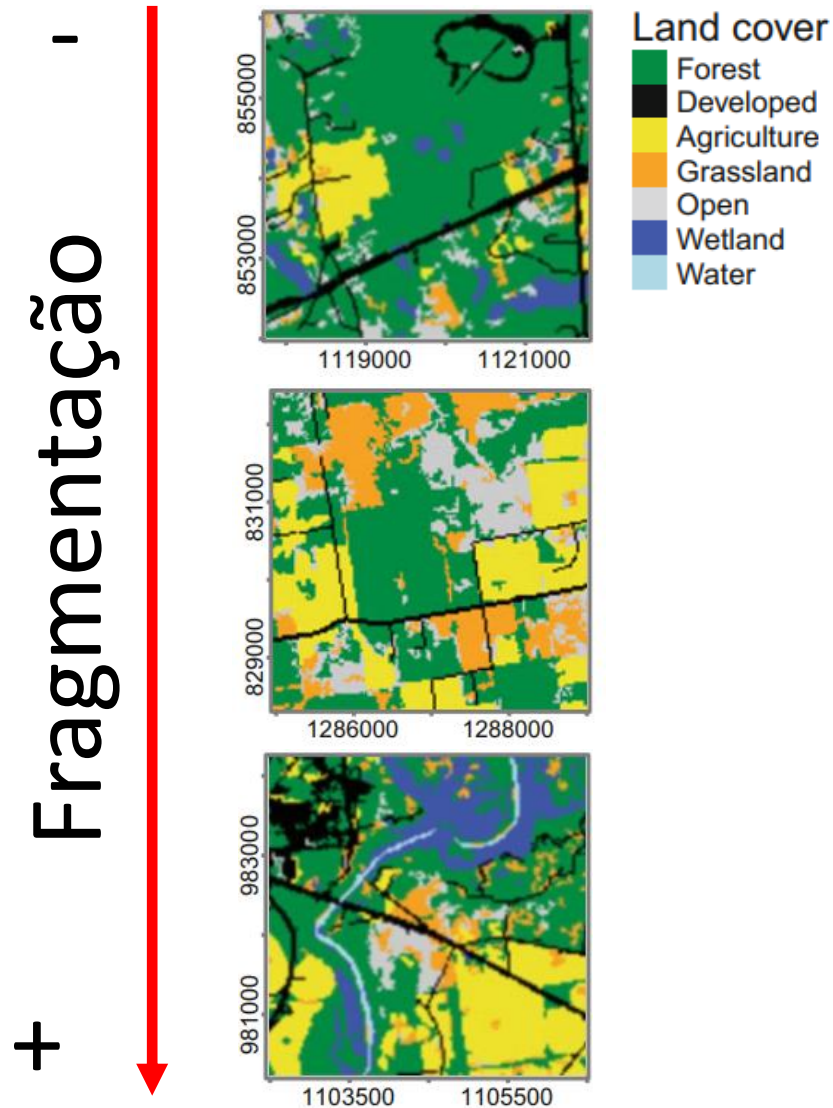 -
Fragmentação
+
855000
853000
1119000 1121000
831000
829000
1286000 1288000
983000
981000
1103500 1105500
Land cover
Forest
Developed
Agriculture
Grassland
Open
Wetland
Water